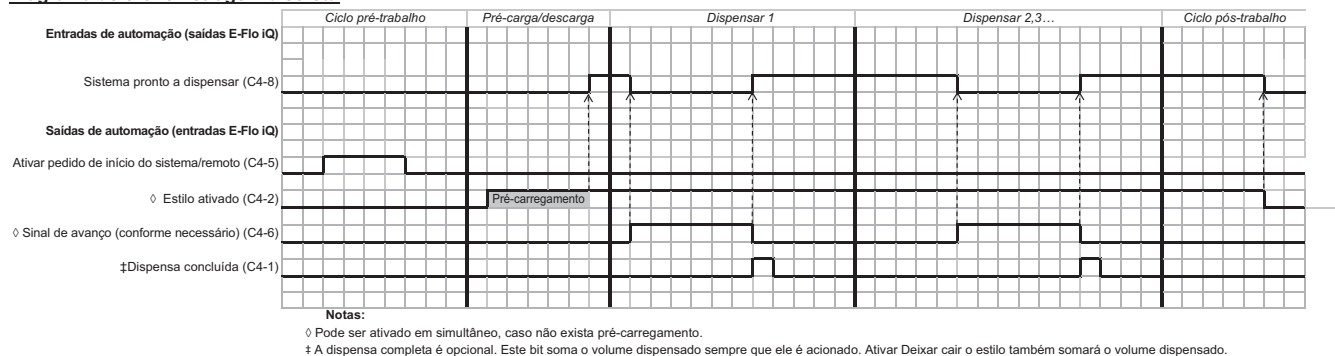 Ciclo pré-trabalho Pré-carga/descarga Dispensar 1 Dispensar 2,3… Ciclo pós-trabalho
Entradas de automação (saídas E-Flo iQ)
Sistema pronto a dispensar (C4-8)
Saídas de automação (entradas E-Flo iQ)
Ativar pedido de início do sistema/remoto (C4-5)
◊ Estilo ativado (C4-2) Pré-carregamento
◊ Sinal de avanço (conforme necessário) (C4-6)
‡Dispensa concluída (C4-1)
Notas:
◊ Pode ser ativado em simultâneo, caso não exista pré-carregamento.
‡ A dispensa completa é opcional. Este bit soma o volume dispensado sempre que ele é acionado. Ativar Deixar cair o estilo também somará o volume dispensado.